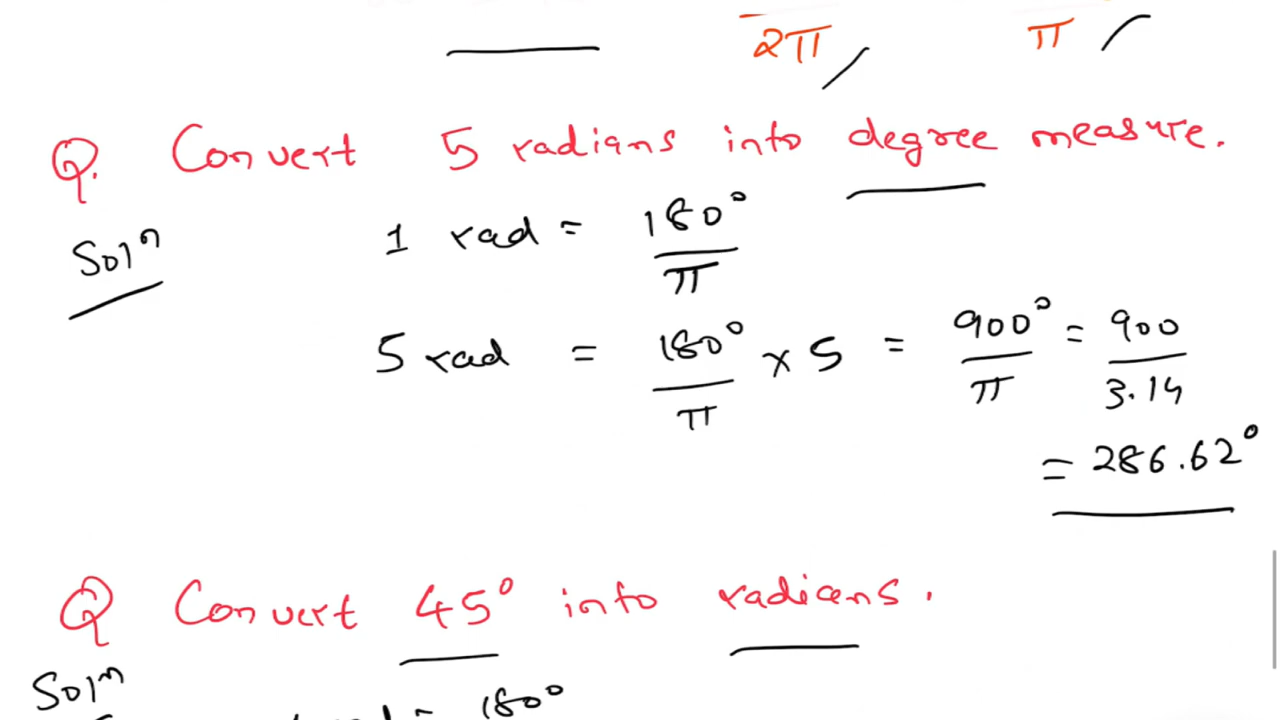 2π π
Q. Convert 5 radians into degree measure.
Solⁿ
1 rad = 180°/π
5 rad = 180°/π × 5 = 900°/π = 900/3.14
= 286.62°
Q Convert 45° into radians.
Solⁿ
= 180°